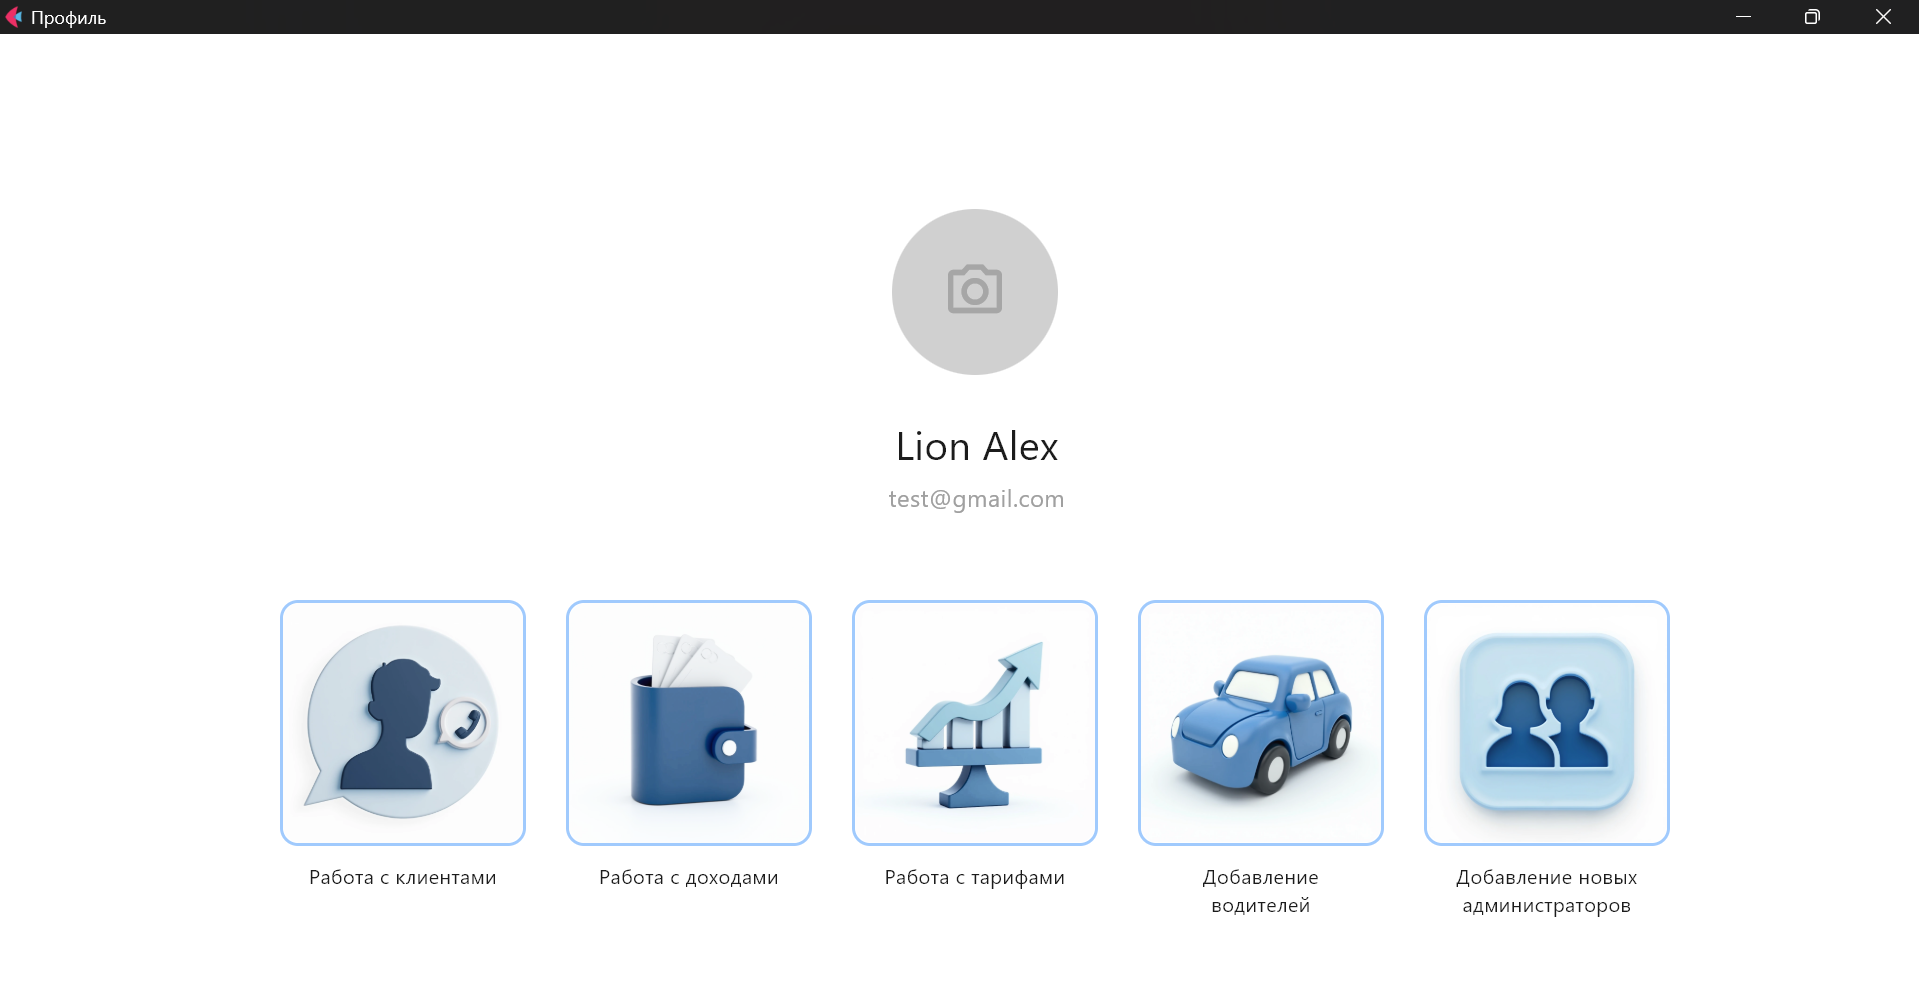 Профиль
Lion Alex
test@gmail.com
Работа с клиентами
Работа с доходами
Работа с тарифами
Добавление
водителей
Добавление новых
администраторов